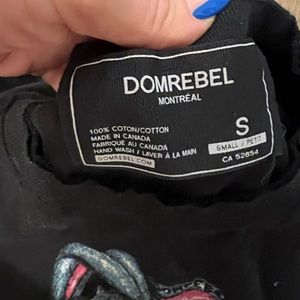 DOMREBEL
MONTRÉAL
100% COTON/COTTON
MADE IN CANADA
FABRIQUÉ AU CANADA
HAND WASH / LAVER À LA MAIN
DOMREBEL.COM
S
SMALL / PETIT
CA 52854